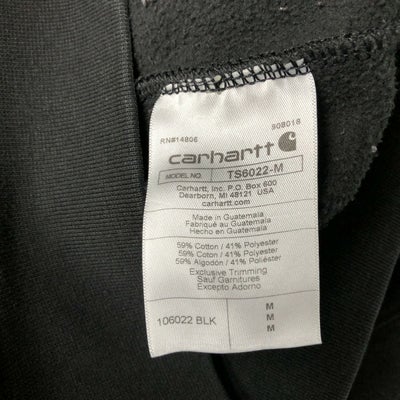 RN#14806 808018
carhartt
MODEL NO. TS6022-M
Carhartt, Inc. P.O. Box 600
Dearborn, MI 48121 USA
carhartt.com
Made in Guatemala
Fabriqué au Guatemala
Hecho en Guatemala
59% Cotton / 41% Polyester
59% Coton / 41% Polyester
59% Algodón / 41% Polyester
Exclusive Trimming
Sauf Garnitures
Excepto Adorno
106022 BLK
M
M
M